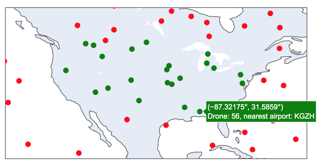 (−87.32175°, 31.5859°)
Drone: 56, nearest airport: KGZH